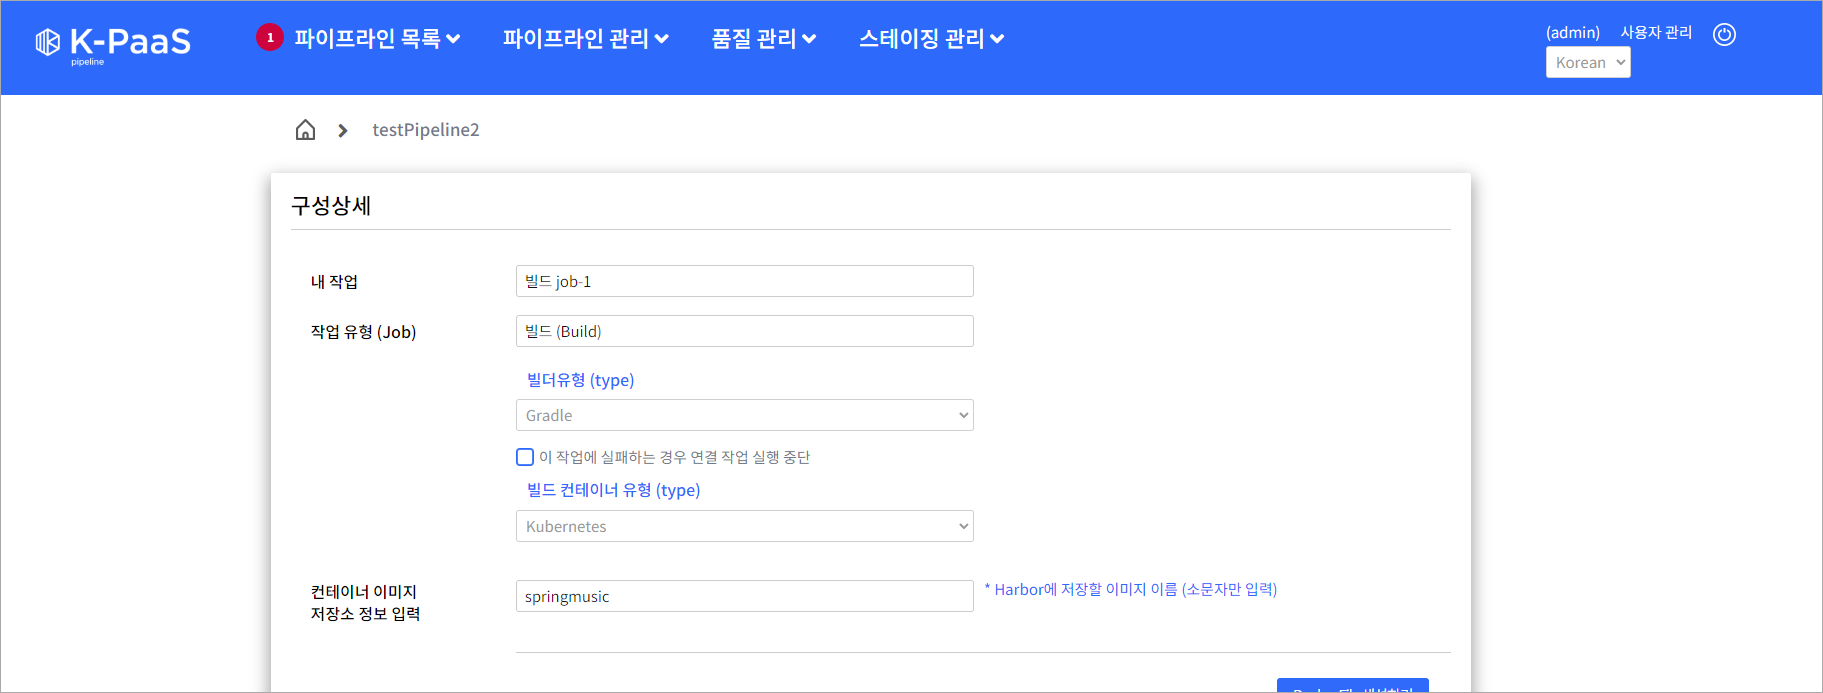 K-PaaS
pipeline
1 파이프라인 목록 파이프라인 관리 품질 관리 스테이징 관리
(admin) 사용자 관리
Korean
testPipeline2
구성상세
내 작업
빌드 job-1
작업 유형 (Job)
빌드 (Build)
빌더유형 (type)
Gradle
이 작업에 실패하는 경우 연결 작업 실행 중단
빌드 컨테이너 유형 (type)
Kubernetes
컨테이너 이미지
저장소 정보 입력
springmusic
* Harbor에 저장할 이미지 이름 (소문자만 입력)